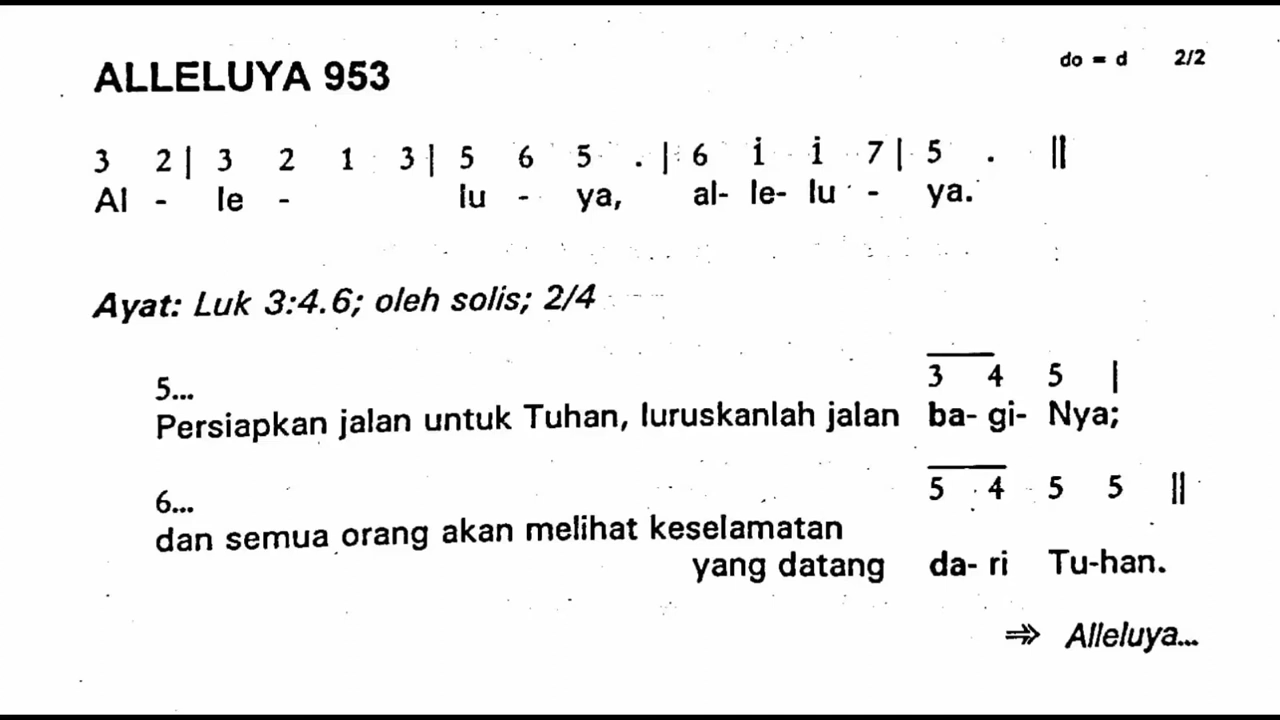 ALLELUYA 953 do = d 2/2
3 2 | 3 2 1 3 | 5 6 5 . | 6 i i 7 | 5 . ||
Al - le - lu - ya, al- le- lu - ya.
Ayat: Luk 3:4.6; oleh solis; 2/4
3 4 5 |
5...
Persiapkan jalan untuk Tuhan, luruskanlah jalan ba- gi- Nya;
5 4 5 5 ||
6...
dan semua orang akan melihat keselamatan
yang datang da- ri Tu-han.
⇒ Alleluya...